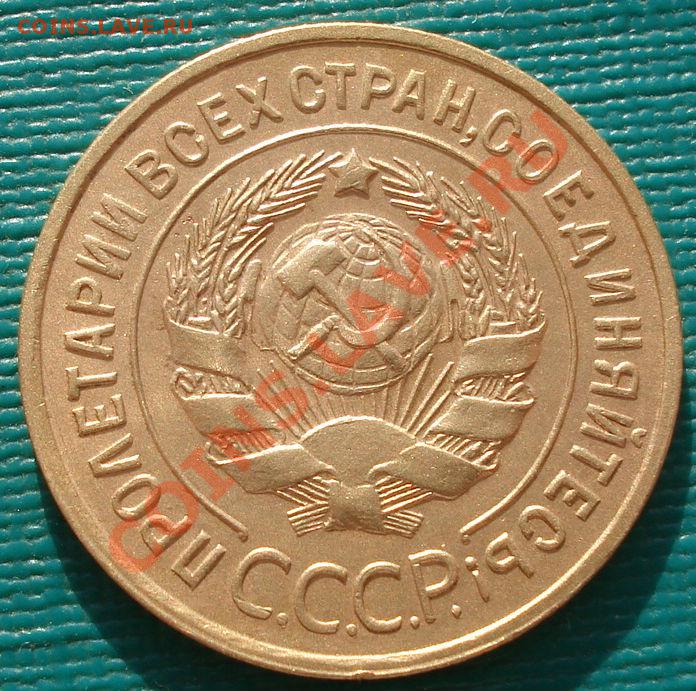 COINS.LAVE.RU
ПРОЛЕТАРИИ ВСЕХ СТРАН, СОЕДИНЯЙТЕСЬ!
С.С.С.Р.
COINS.LAVE.RU